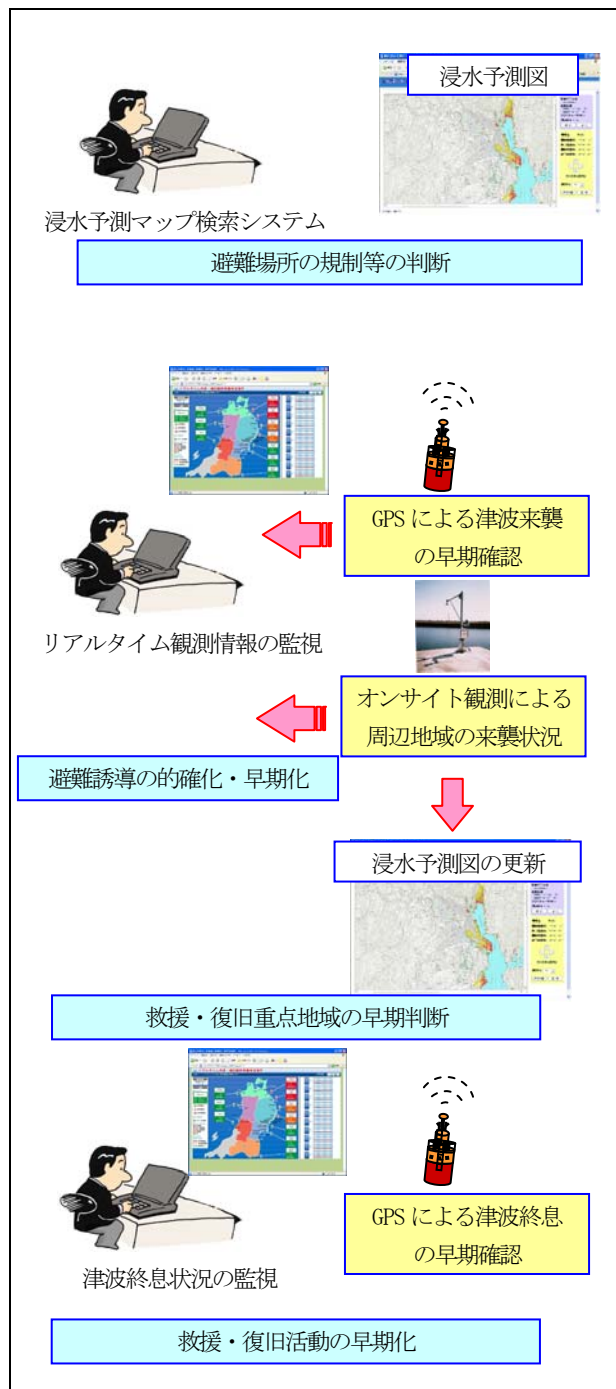 浸水予測図
浸水予測マップ検索システム
避難場所の規制等の判断
GPS による津波来襲
の早期確認
リアルタイム観測情報の監視
オンサイト観測による
周辺地域の来襲状況
避難誘導の的確化・早期化
浸水予測図の更新
救援・復旧重点地域の早期判断
GPS による津波終息
の早期確認
津波終息状況の監視
救援・復旧活動の早期化